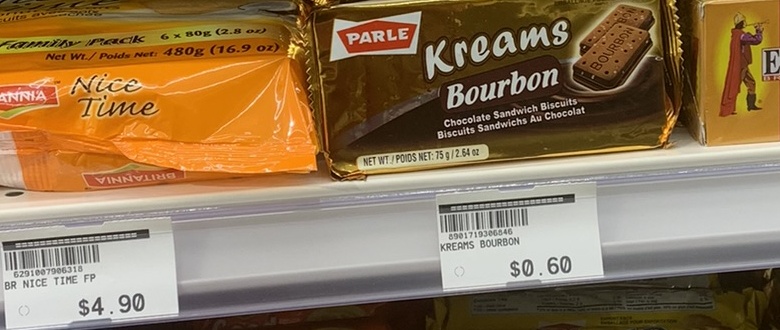 Family Pack 6 x 80g (2.8 oz)
Net Wt./ Poids Net: 480g (16.9 oz)
ANNIA
Nice
Time
BRITANNIA
PARLE
Kreams
Bourbon
Chocolate Sandwich Biscuits
Biscuits Sandwichs Au Chocolat
NET WT./POIDS NET: 75 g / 2.64 oz
BOURBON
E
6291007906318
BR NICE TIME FP
$4.90
8901719306846
KREAMS BOURBON
$0.60